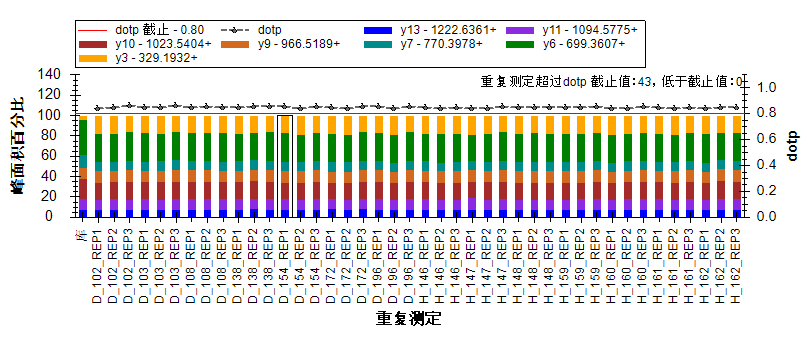 dotp 截止 - 0.80
dotp
y13 - 1222.6361+
y11 - 1094.5775+
y10 - 1023.5404+
y9 - 966.5189+
y7 - 770.3978+
y6 - 699.3607+
y3 - 329.1932+
重复测定超过dotp 截止值:43, 低于截止值:0
峰面积百分比
140
120
100
80
60
40
20
0
1.0
0.8
0.6
0.4
0.2
0.0
dotp
库
D_102_REP1
D_102_REP2
D_102_REP3
D_103_REP1
D_103_REP2
D_103_REP3
D_108_REP1
D_108_REP2
D_108_REP3
D_138_REP1
D_138_REP2
D_138_REP3
D_154_REP1
D_154_REP2
D_154_REP3
D_172_REP1
D_172_REP2
D_172_REP3
D_196_REP1
D_196_REP2
D_196_REP3
H_146_REP1
H_146_REP2
H_146_REP3
H_147_REP1
H_147_REP2
H_147_REP3
H_148_REP1
H_148_REP2
H_148_REP3
H_159_REP1
H_159_REP2
H_159_REP3
H_160_REP1
H_160_REP2
H_160_REP3
H_161_REP1
H_161_REP2
H_161_REP3
H_162_REP1
H_162_REP2
H_162_REP3
重复测定